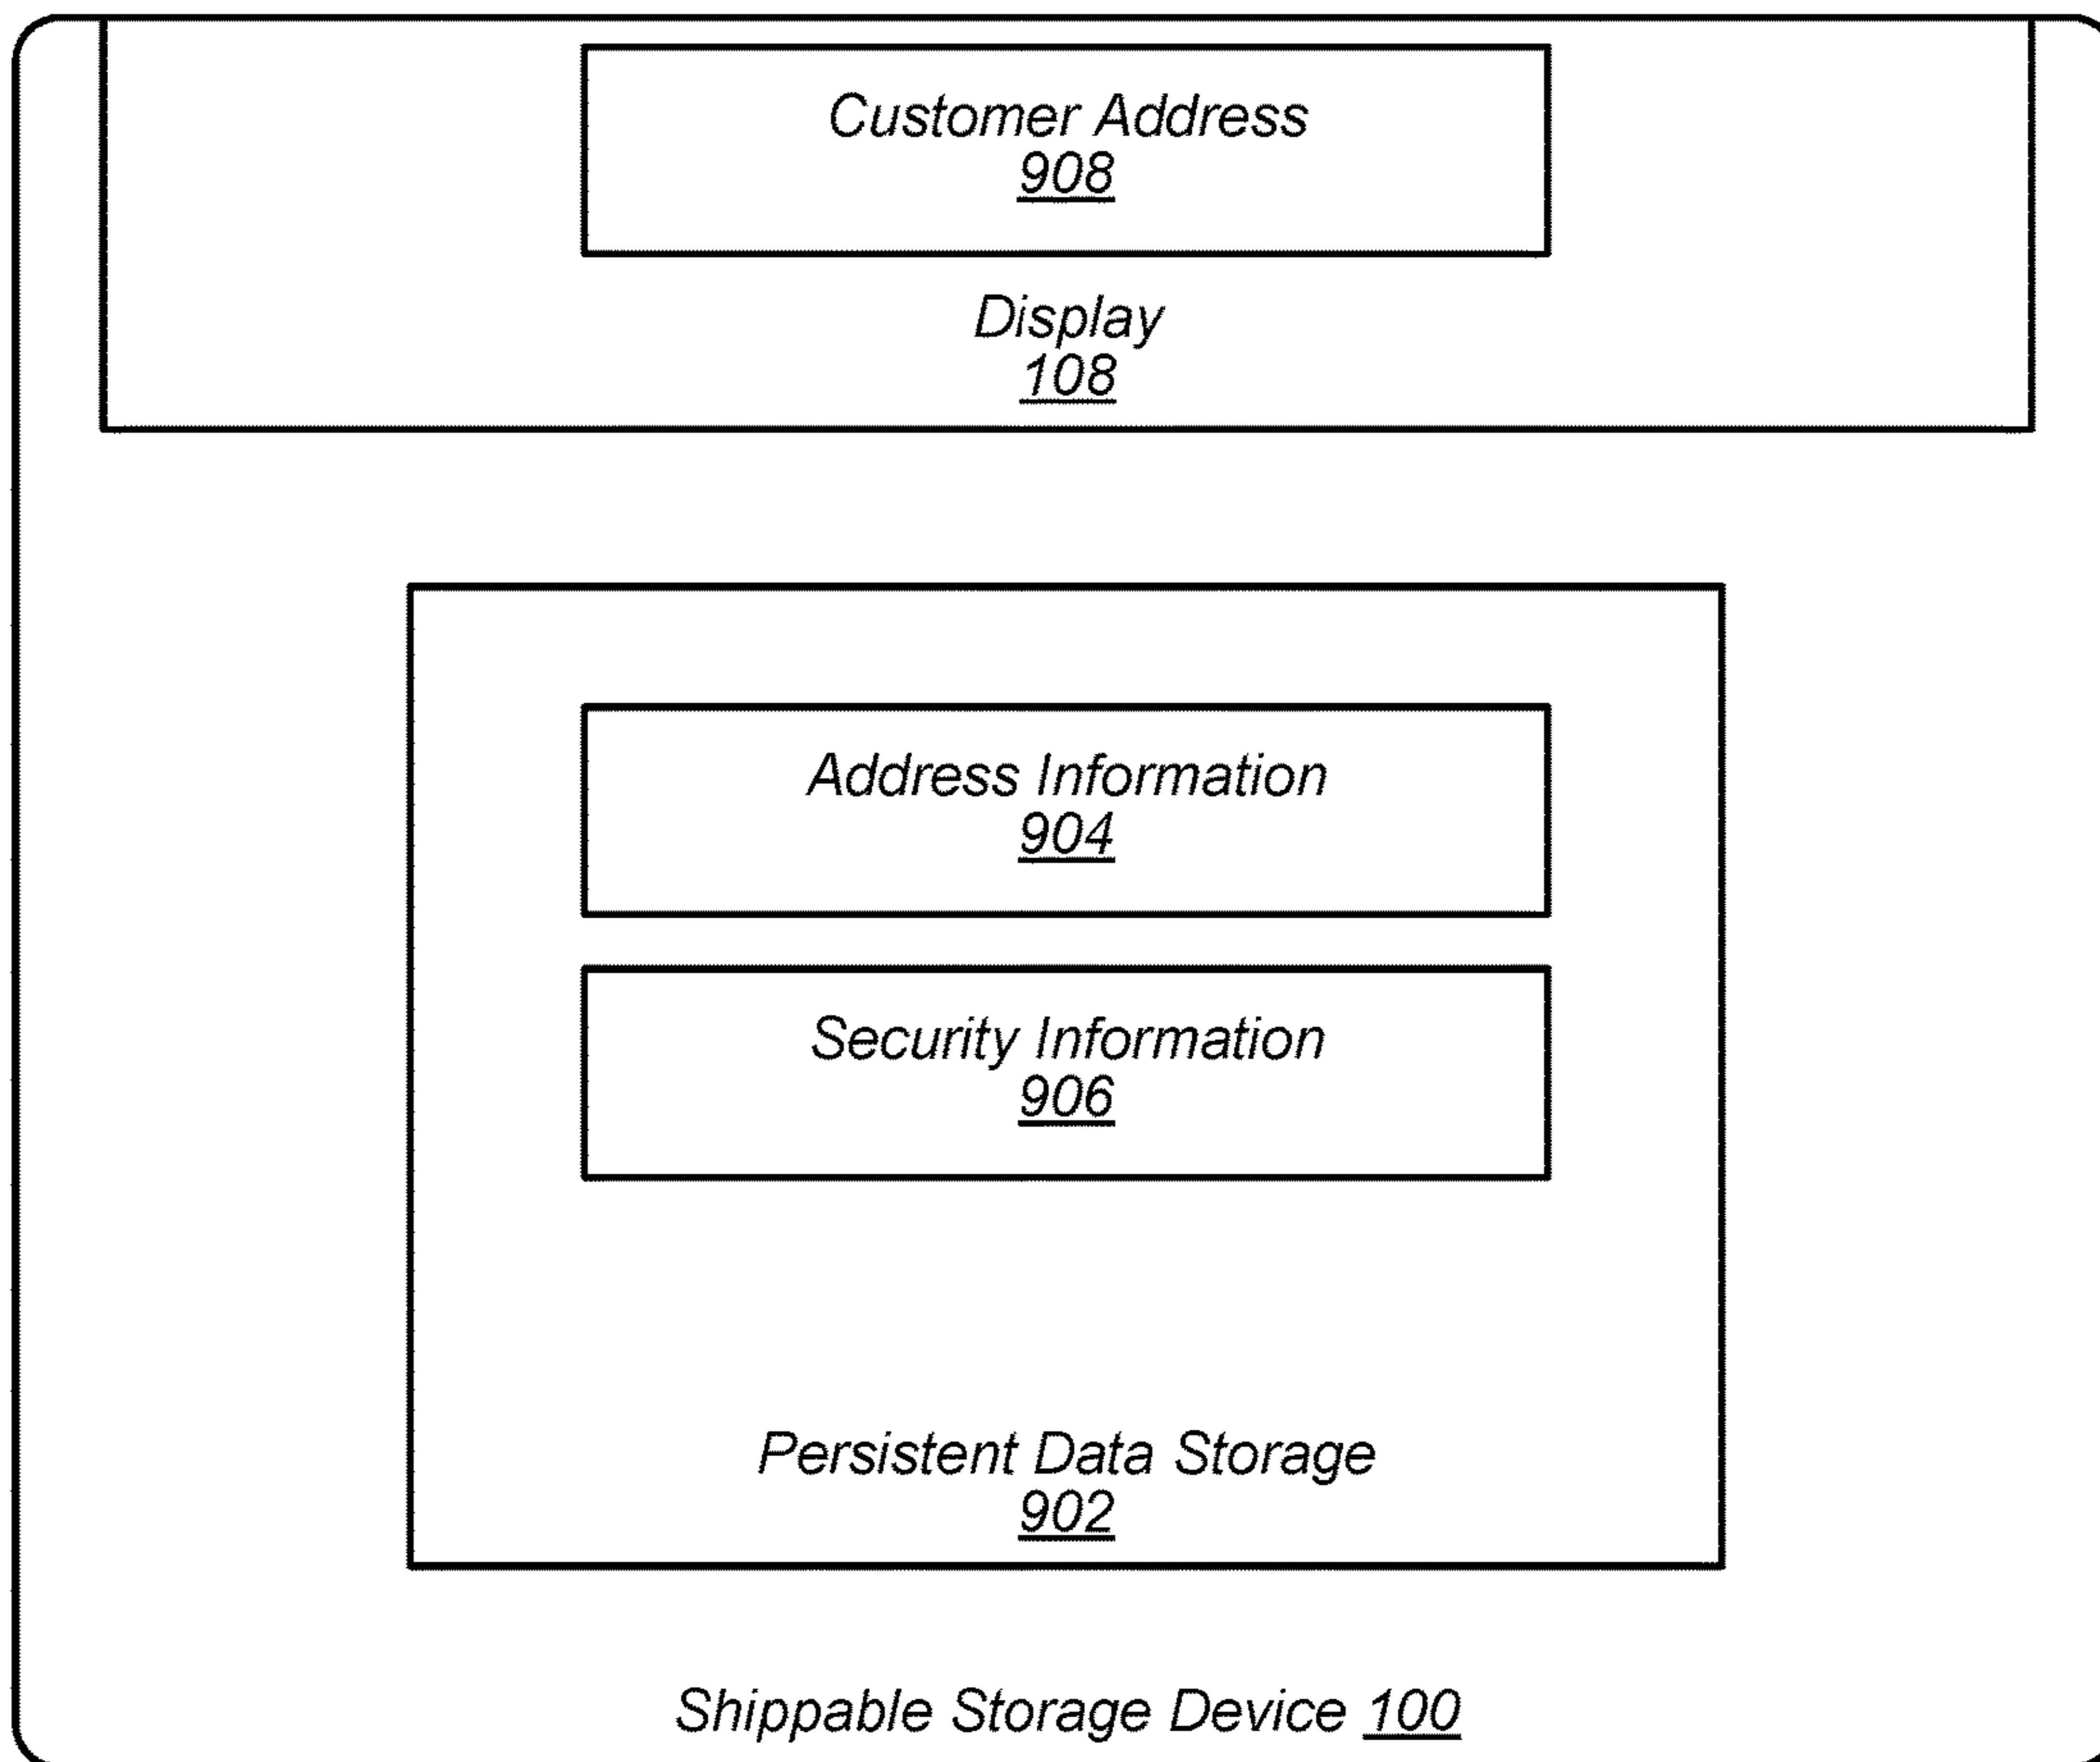 Customer Address
908
Display
108
Address Information
904
Security Information
906
Persistent Data Storage
902
Shippable Storage Device 100